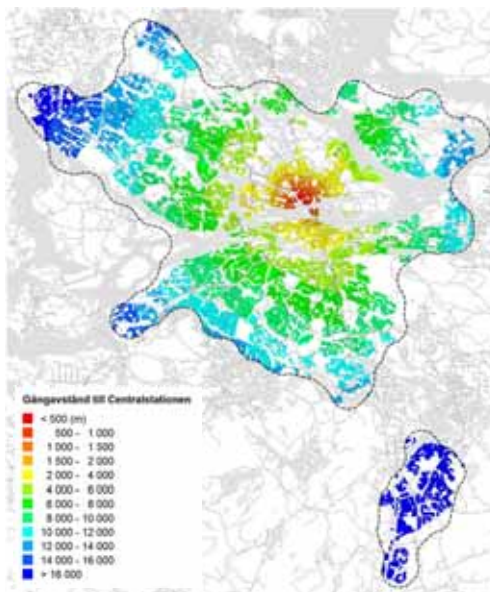 Gångavstånd till Centralstationen
< 500 (m)
500 - 1 000
1 000 - 1 500
1 500 - 2 000
2 000 - 4 000
4 000 - 6 000
6 000 - 8 000
8 000 - 10 000
10 000 - 12 000
12 000 - 14 000
14 000 - 16 000
> 16 000